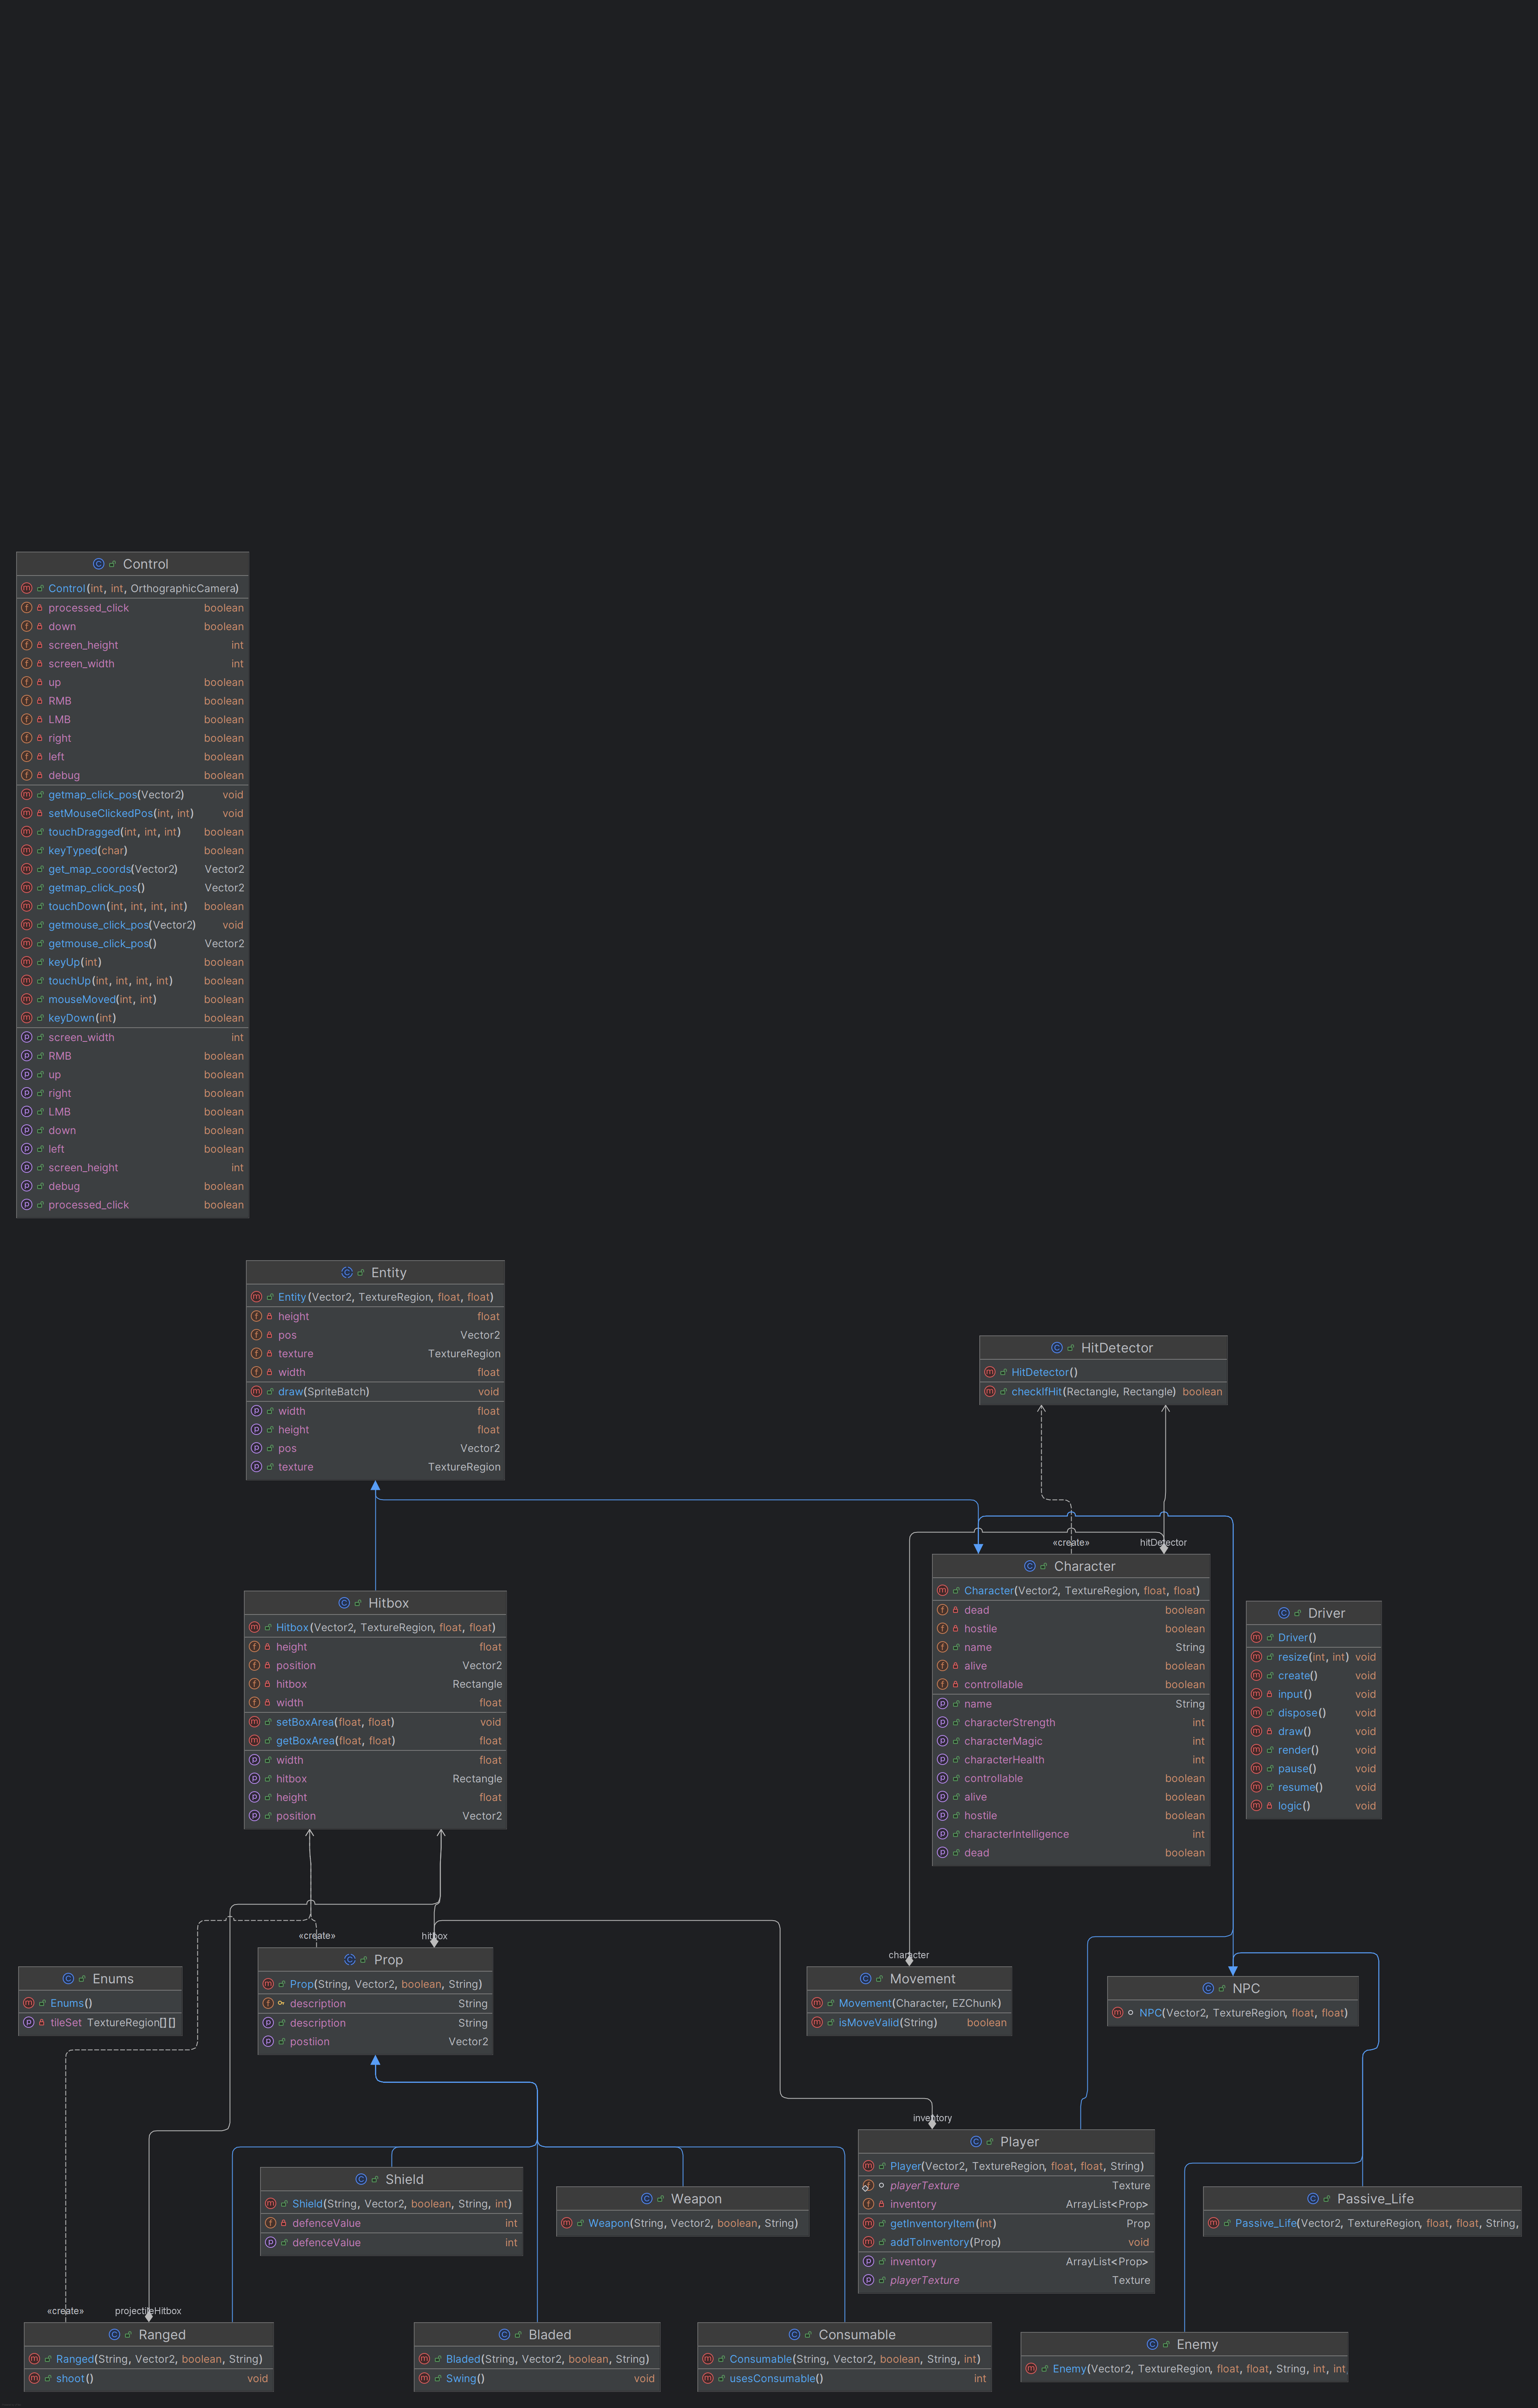 Control
Control(int, int, OrthographicCamera)
processed_click boolean
down boolean
screen_height int
screen_width int
up boolean
RMB boolean
LMB boolean
right boolean
left boolean
debug boolean
getmap_click_pos(Vector2) void
setMouseClickedPos(int, int) void
touchDragged(int, int, int) boolean
keyTyped(char) boolean
get_map_coords(Vector2) Vector2
getmap_click_pos() Vector2
touchDown(int, int, int, int) boolean
getmouse_click_pos(Vector2) void
getmouse_click_pos() Vector2
keyUp(int) boolean
touchUp(int, int, int, int) boolean
mouseMoved(int, int) boolean
keyDown(int) boolean
screen_width int
RMB boolean
up boolean
right boolean
LMB boolean
down boolean
left boolean
screen_height int
debug boolean
processed_click boolean
Entity
Entity(Vector2, TextureRegion, float, float)
height float
pos Vector2
texture TextureRegion
width float
draw(SpriteBatch) void
width float
height float
pos Vector2
texture TextureRegion
HitDetector
HitDetector()
checkIfHit(Rectangle, Rectangle) boolean
«create»
hitDetector
Character
Character(Vector2, TextureRegion, float, float)
dead boolean
hostile boolean
name String
alive boolean
controllable boolean
name String
characterStrength int
characterMagic int
characterHealth int
controllable boolean
alive boolean
hostile boolean
characterIntelligence int
dead boolean
Hitbox
Hitbox(Vector2, TextureRegion, float, float)
height float
position Vector2
hitbox Rectangle
width float
setBoxArea(float, float) void
getBoxArea(float, float) float
width float
hitbox Rectangle
height float
position Vector2
Driver
Driver()
resize(int, int) void
create() void
input() void
dispose() void
draw() void
render() void
pause() void
resume() void
logic() void
«create»
hitbox
Prop
Prop(String, Vector2, boolean, String)
description String
description String
postiion Vector2
Enums
Enums()
tileSet TextureRegion[][]
character
Movement
Movement(Character, EZChunk)
isMoveValid(String) boolean
NPC
NPC(Vector2, TextureRegion, float, float)
inventory
Player
Player(Vector2, TextureRegion, float, float, String)
playerTexture Texture
inventory ArrayList<Prop>
getInventoryItem(int) Prop
addToInventory(Prop) void
inventory ArrayList<Prop>
playerTexture Texture
Shield
Shield(String, Vector2, boolean, String, int)
defenceValue int
defenceValue int
Weapon
Weapon(String, Vector2, boolean, String)
Passive_Life
Passive_Life(Vector2, TextureRegion, float, float, String,
«create»
projectileHitbox
Ranged
Ranged(String, Vector2, boolean, String)
shoot() void
Bladed
Bladed(String, Vector2, boolean, String)
Swing() void
Consumable
Consumable(String, Vector2, boolean, String, int)
usesConsumable() int
Enemy
Enemy(Vector2, TextureRegion, float, float, String, int, int